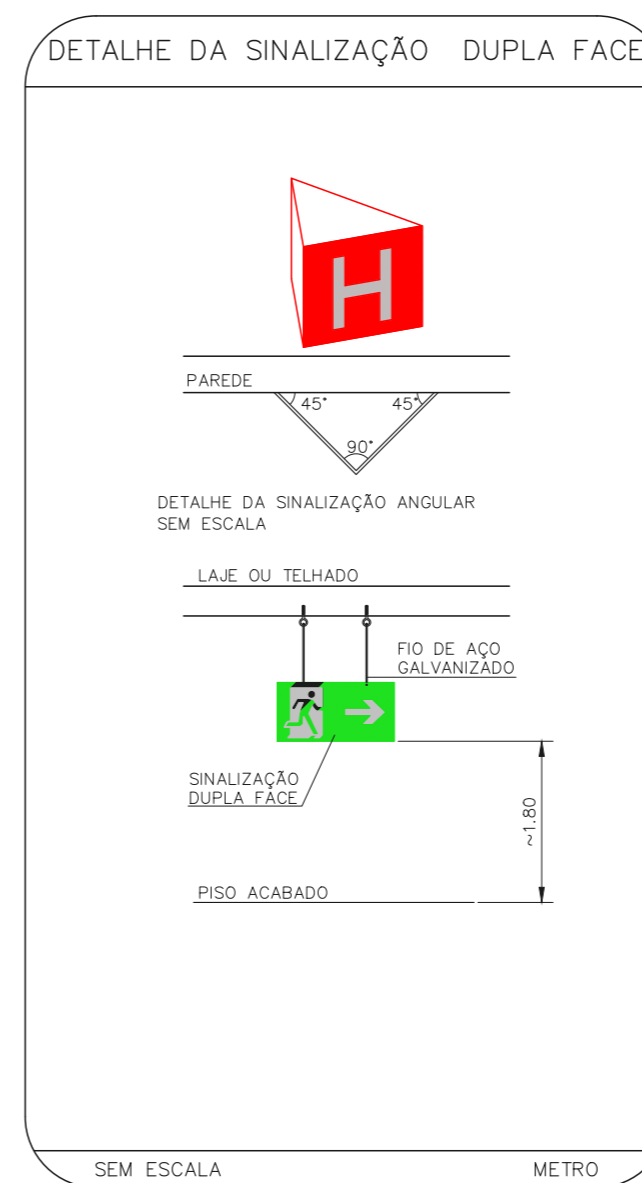 DETALHE DA SINALIZAÇÃO DUPLA FACE
H
PAREDE
45° 45°
90°
DETALHE DA SINALIZAÇÃO ANGULAR
SEM ESCALA
LAJE OU TELHADO
FIO DE AÇO
GALVANIZADO
SINALIZAÇÃO
DUPLA FACE
~1.80
PISO ACABADO
SEM ESCALA METRO